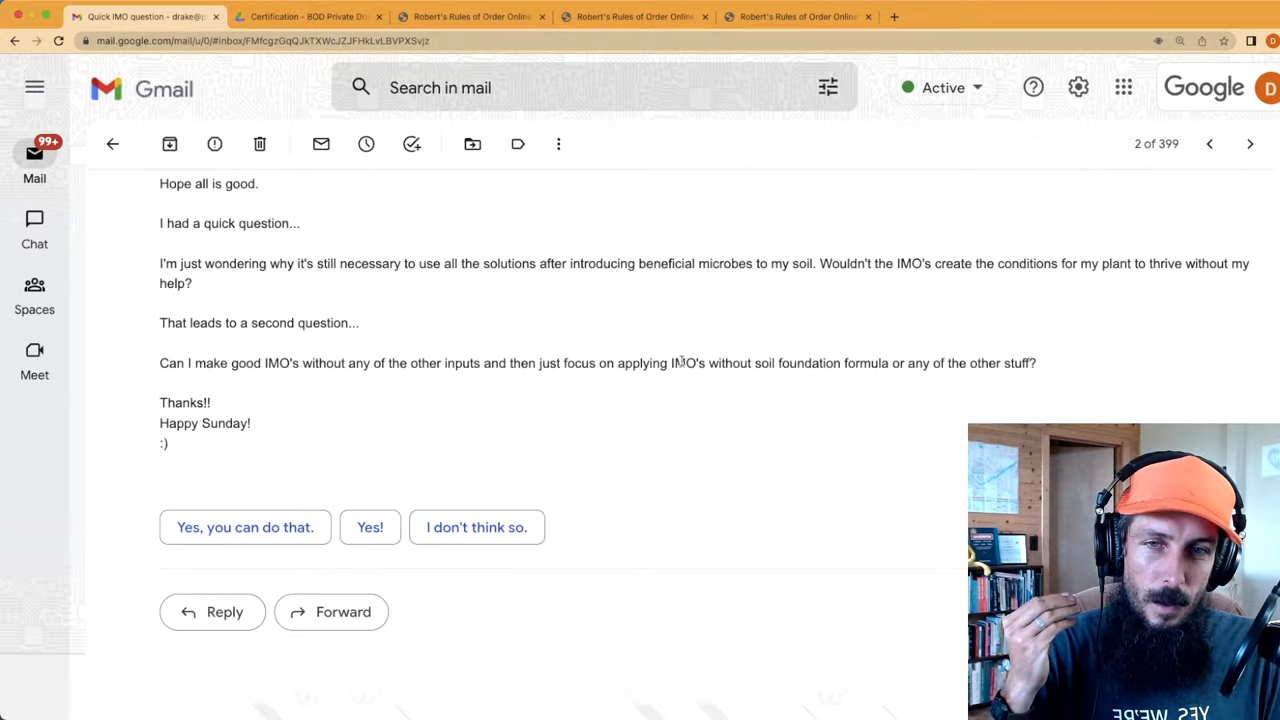 Quick IMO question - drake@p
Certification - BOD Private Dr
Robert's Rules of Order Online
Robert's Rules of Order Online
Robert's Rules of Order Online
mail.google.com/mail/u/0/#inbox/FMfcgzGqQJkTXWcJZJFHkLvLBVPXSvjz
D
Gmail
Search in mail
Active
Google
D
99+
Mail
Chat
Spaces
Meet
2 of 399
Hope all is good.
I had a quick question...
I'm just wondering why it's still necessary to use all the solutions after introducing beneficial microbes to my soil. Wouldn't the IMO's create the conditions for my plant to thrive without my
help?
That leads to a second question...
Can I make good IMO's without any of the other inputs and then just focus on applying IMO's without soil foundation formula or any of the other stuff?
Thanks!!
Happy Sunday!
:)
Yes, you can do that.
Yes!
I don't think so.
Reply
Forward
YES, WE'RE